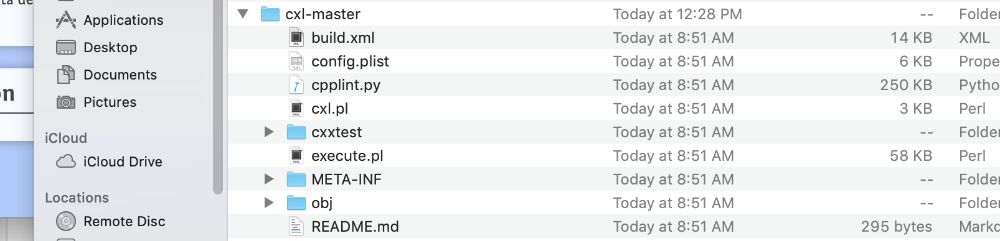 cxl-master Today at 12:28 PM -- Folder
Applications
build.xml Today at 8:51 AM 14 KB XML
Desktop
config.plist Today at 8:51 AM 6 KB Prope
Documents
cpplint.py Today at 8:51 AM 250 KB Pytho
on
Pictures
cxl.pl Today at 8:51 AM 3 KB Perl
iCloud
cxxtest Today at 8:51 AM -- Folder
iCloud Drive
execute.pl Today at 8:51 AM 58 KB Perl
META-INF Today at 8:51 AM -- Folder
Locations
obj Today at 8:51 AM -- Folder
Remote Disc
README.md Today at 8:51 AM 295 bytes Markd